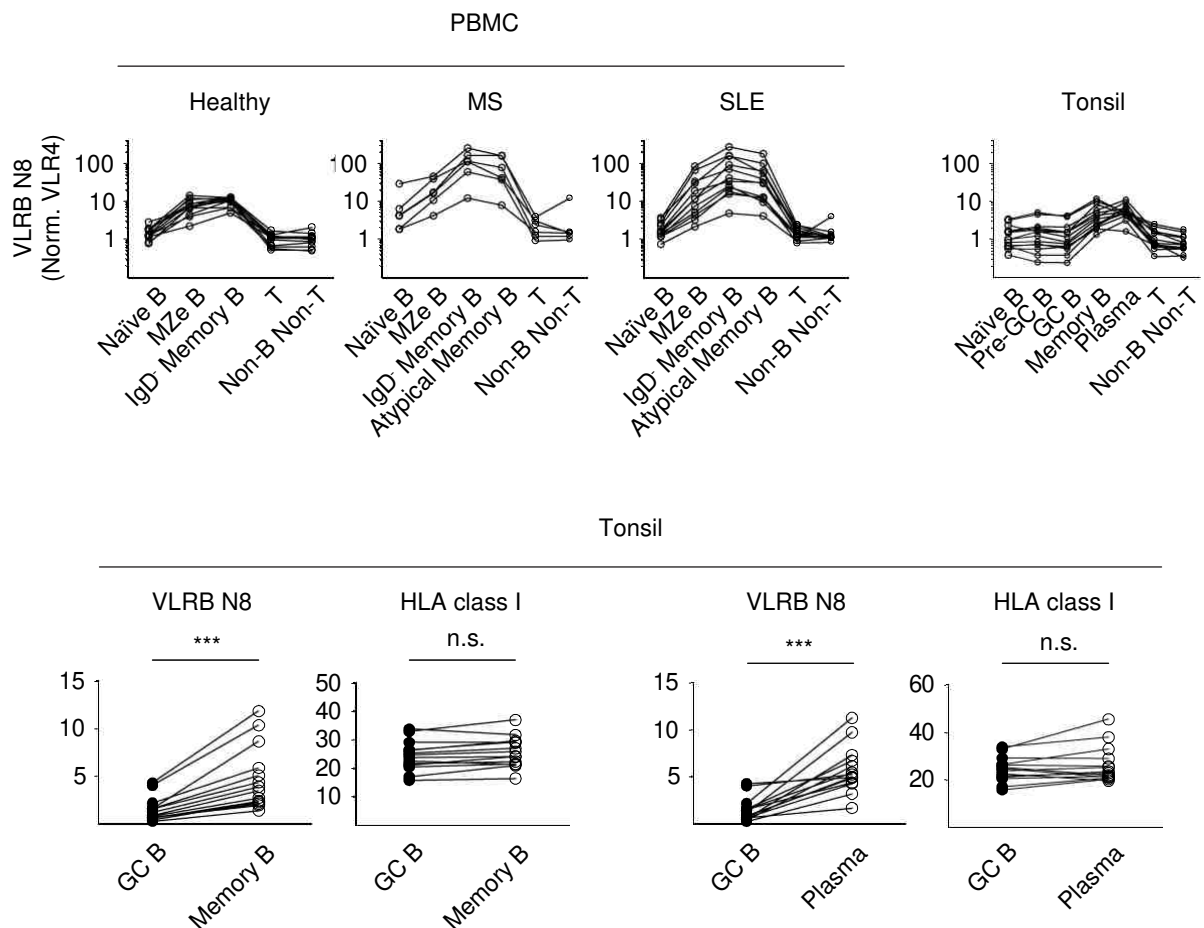 PBMC
Healthy
MS
SLE
Tonsil
VLRB N8
(Norm. VLR4)
100
10
1
100
10
1
100
10
1
100
10
1
Naïve B
MZe B
IgD- Memory B
T
Non-B Non-T
Naïve B
MZe B
IgD- Memory B
Atypical Memory B
T
Non-B Non-T
Naïve B
MZe B
IgD- Memory B
Atypical Memory B
T
Non-B Non-T
Naïve B
Pre-GC B
GC B
Memory B
Plasma
T
Non-B Non-T
Tonsil
VLRB N8
HLA class I
VLRB N8
HLA class I
***
n.s.
***
n.s.
15
10
5
50
40
30
20
10
15
10
5
60
40
20
GC B
Memory B
GC B
Memory B
GC B
Plasma
GC B
Plasma